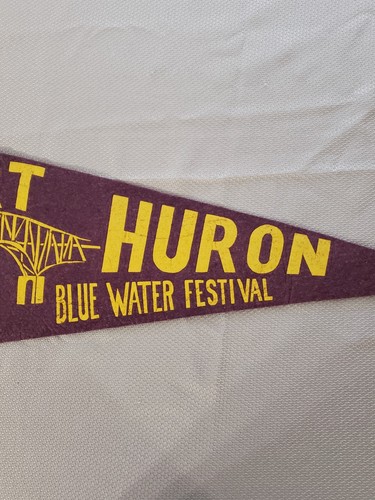 T HURON
BLUE WATER FESTIVAL